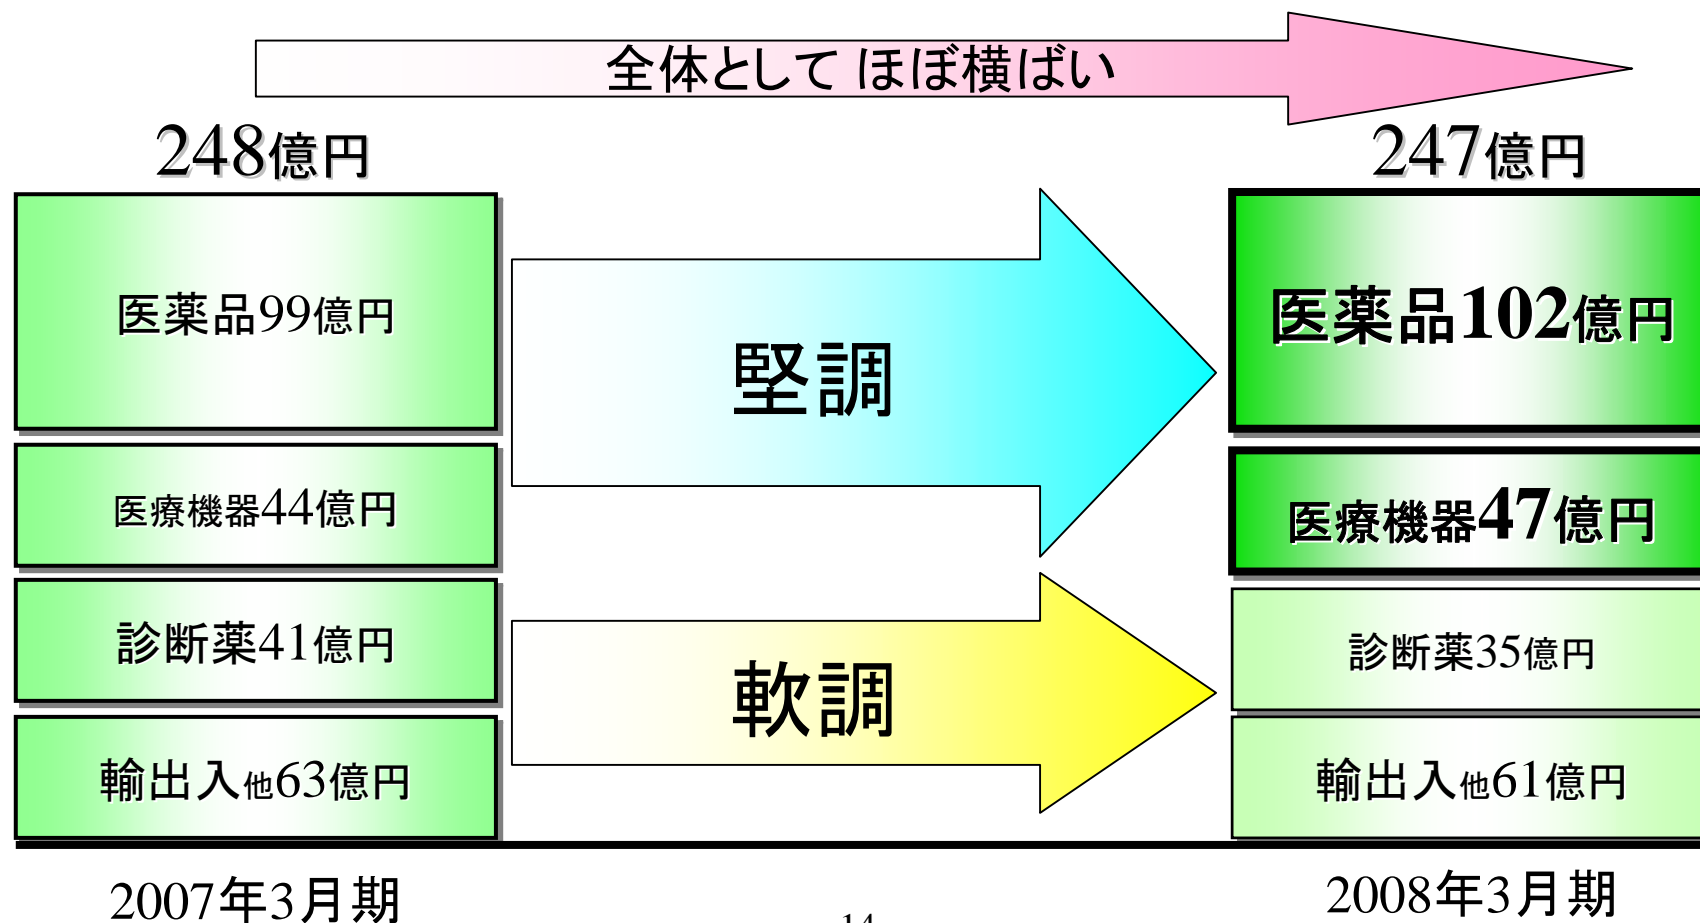 全体として ほぼ横ばい
248億円
247億円
医薬品99億円
医薬品102億円
堅調
医療機器44億円
医療機器47億円
診断薬41億円
診断薬35億円
軟調
輸出入他63億円
輸出入他61億円
2007年3月期
2008年3月期
14